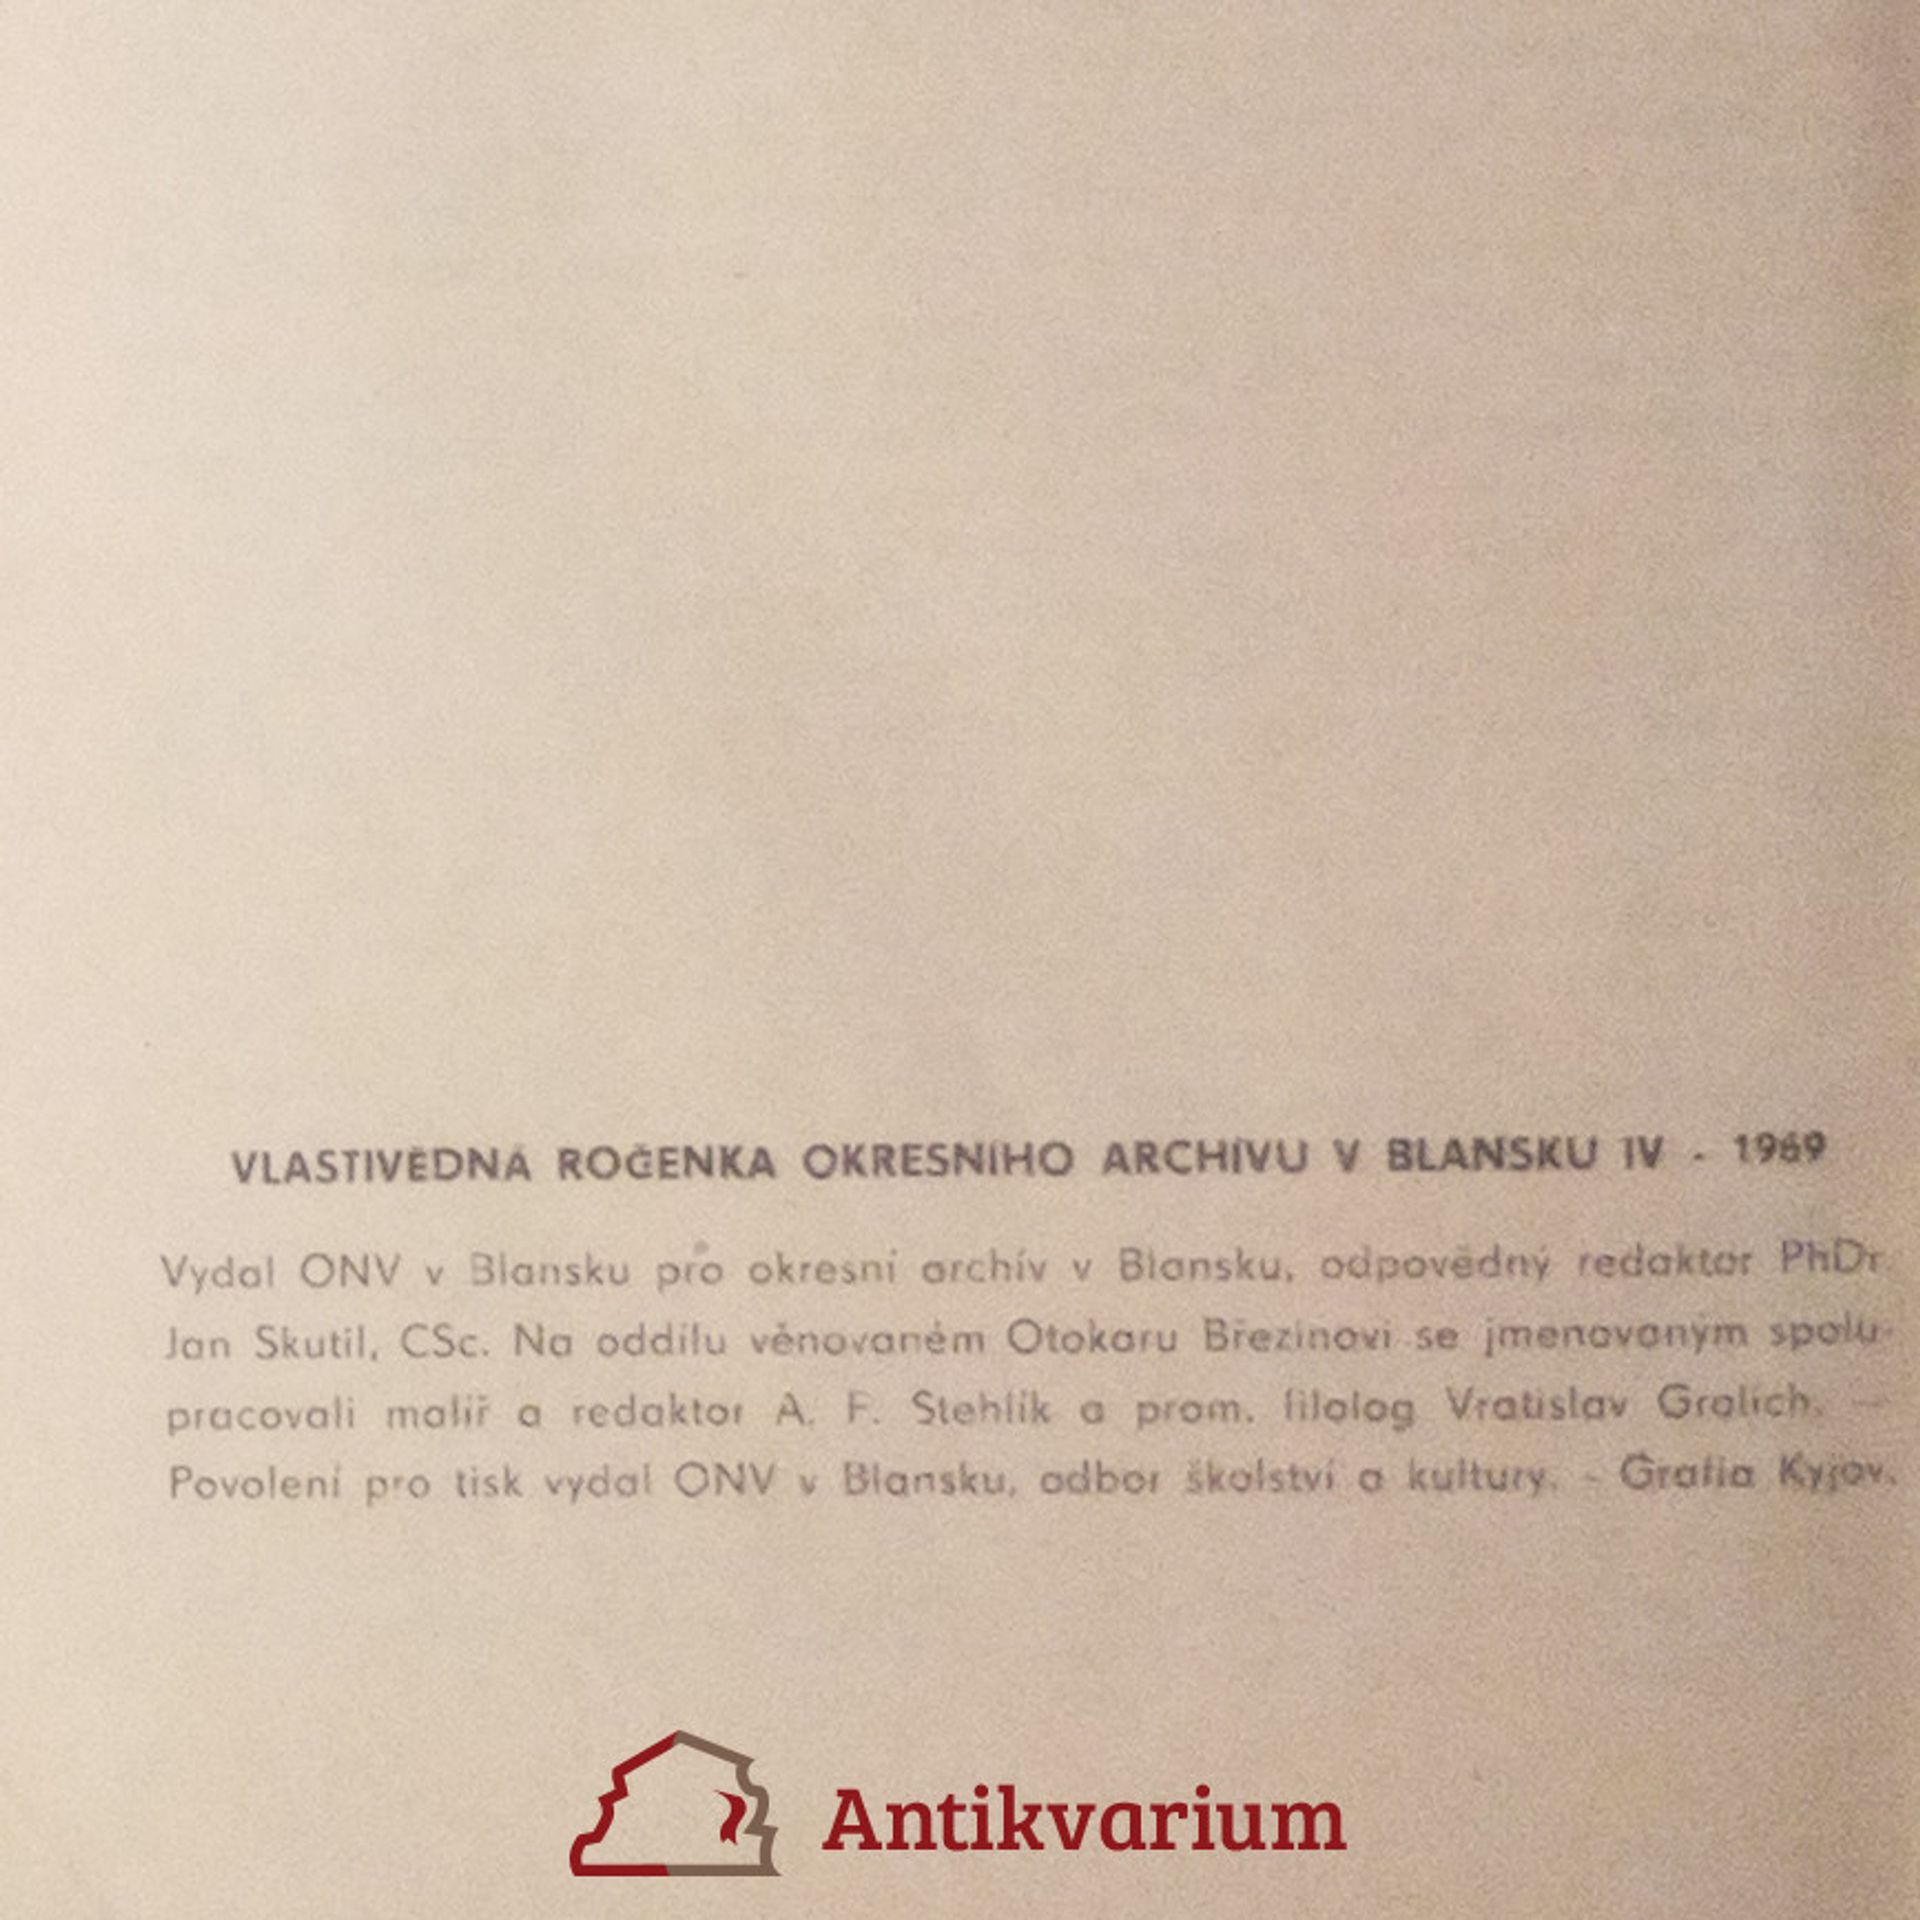 VLASTIVĚDNÁ ROČENKA OKRESNÍHO ARCHÍVU V BLANSKU IV - 1969
Vydal ONV v Blansku pro okresní archív v Blansku, odpovědný redaktor PhDr.
Jan Skutil, CSc. Na oddílu věnovaném Otokaru Březinovi se jmenovaným spolu-
pracovali malíř a redaktor A. F. Stehlík a prom. filolog Vratislav Grolich. —
Povolení pro tisk vydal ONV v Blansku, odbor školství a kultury. - Grafia Kyjov.
Antikvarium